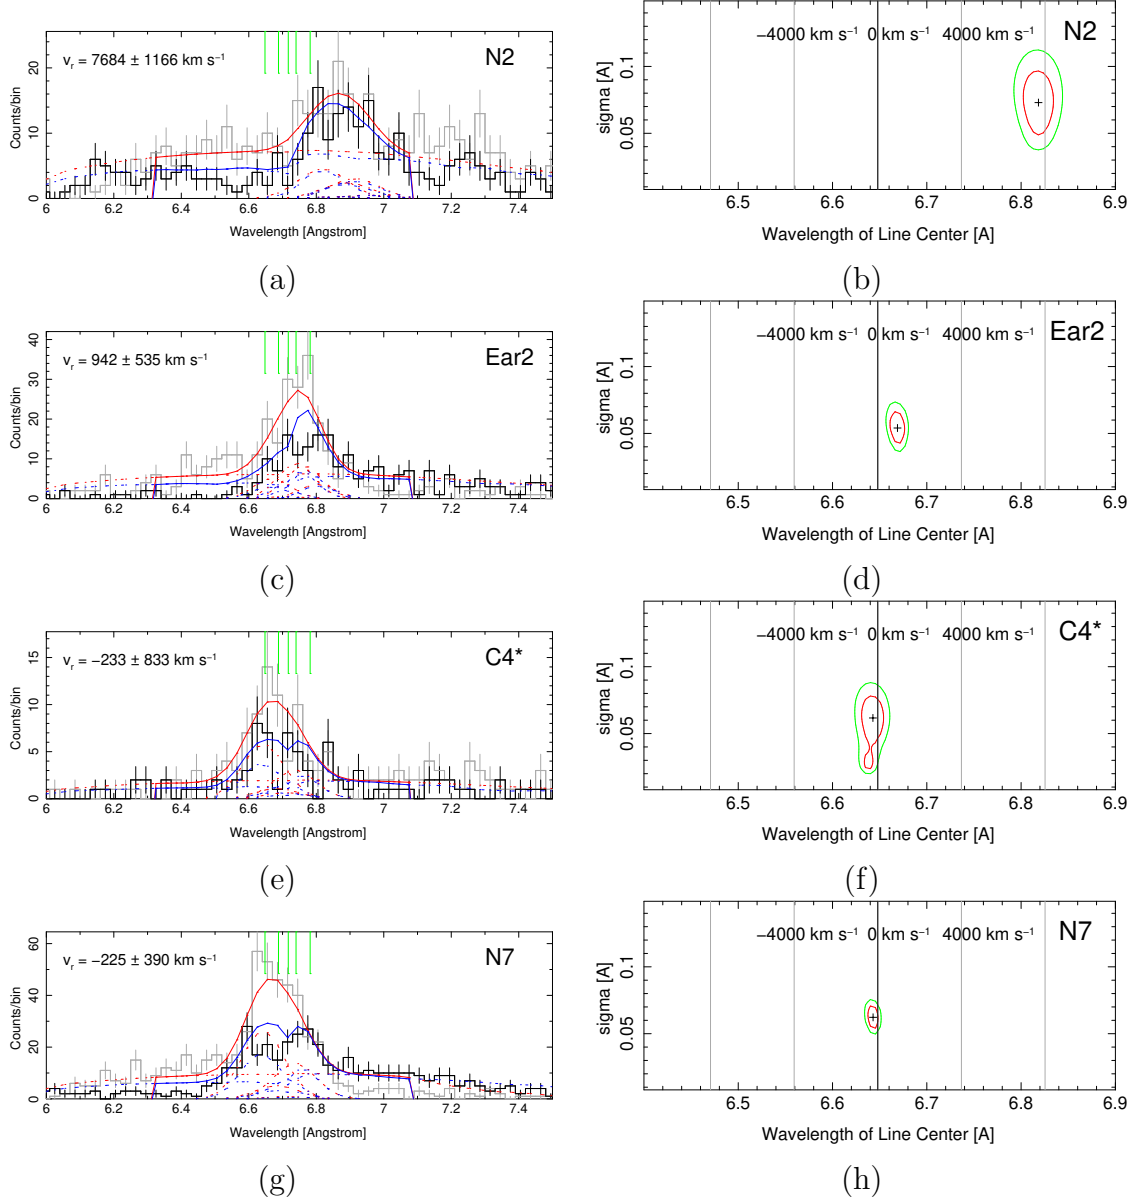 v_r = 7684 ± 1166 km s⁻¹
N2
Counts/bin
0 10 20
6 6.2 6.4 6.6 6.8 7 7.2 7.4
Wavelength [Angstrom]
(a)
−4000 km s⁻¹ 0 km s⁻¹ 4000 km s⁻¹
N2
sigma [A]
0.05 0.1
6.5 6.6 6.7 6.8 6.9
Wavelength of Line Center [A]
(b)
v_r = 942 ± 535 km s⁻¹
Ear2
Counts/bin
0 10 20 30 40
6 6.2 6.4 6.6 6.8 7 7.2 7.4
Wavelength [Angstrom]
(c)
−4000 km s⁻¹ 0 km s⁻¹ 4000 km s⁻¹
Ear2
sigma [A]
0.05 0.1
6.5 6.6 6.7 6.8 6.9
Wavelength of Line Center [A]
(d)
v_r = −233 ± 833 km s⁻¹
C4*
Counts/bin
0 5 10 15
6 6.2 6.4 6.6 6.8 7 7.2 7.4
Wavelength [Angstrom]
(e)
−4000 km s⁻¹ 0 km s⁻¹ 4000 km s⁻¹
C4*
sigma [A]
0.05 0.1
6.5 6.6 6.7 6.8 6.9
Wavelength of Line Center [A]
(f)
v_r = −225 ± 390 km s⁻¹
N7
Counts/bin
0 20 40 60
6 6.2 6.4 6.6 6.8 7 7.2 7.4
Wavelength [Angstrom]
(g)
−4000 km s⁻¹ 0 km s⁻¹ 4000 km s⁻¹
N7
sigma [A]
0.05 0.1
6.5 6.6 6.7 6.8 6.9
Wavelength of Line Center [A]
(h)